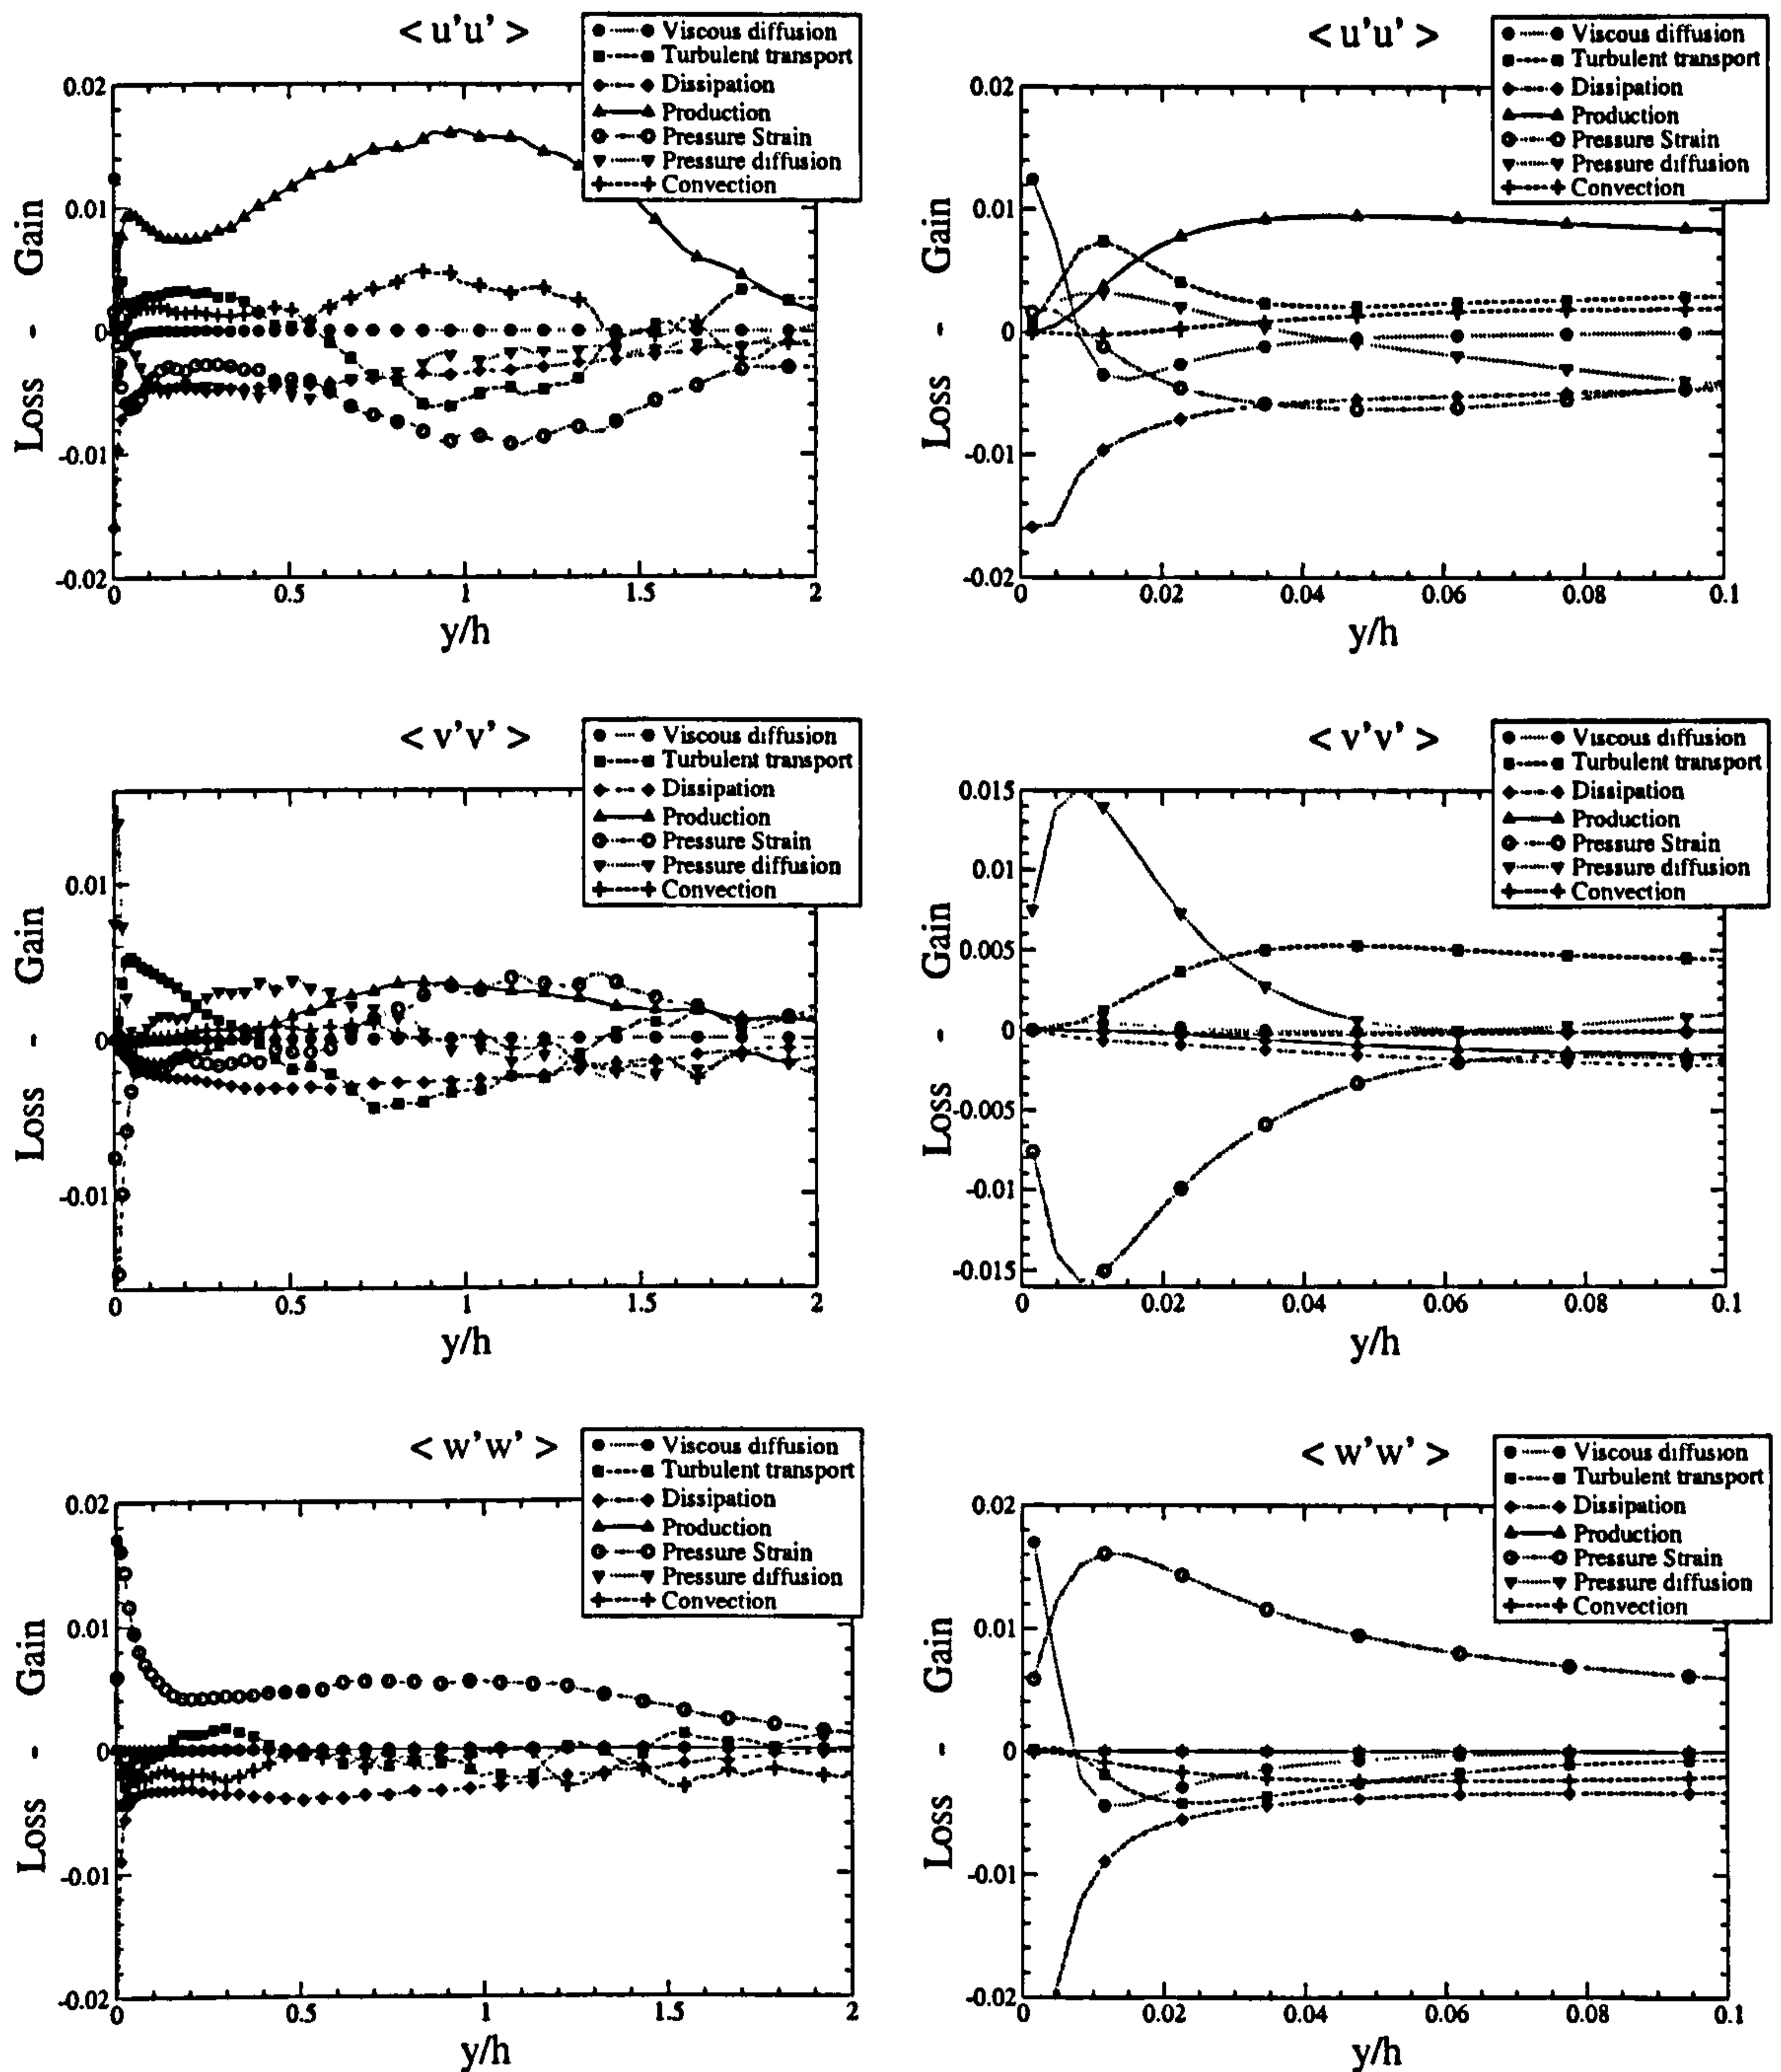 < u'u' >
Viscous diffusion
Turbulent transport
Dissipation
Production
Pressure Strain
Pressure diffusion
Convection
0.02
0.01
0
-0.01
-0.02
Loss - Gain
0
0.5
1
1.5
2
y/h
< u'u' >
Viscous diffusion
Turbulent transport
Dissipation
Production
Pressure Strain
Pressure diffusion
Convection
0.02
0.01
0
-0.01
-0.02
Loss - Gain
0
0.02
0.04
0.06
0.08
0.1
y/h
< v'v' >
Viscous diffusion
Turbulent transport
Dissipation
Production
Pressure Strain
Pressure diffusion
Convection
0.01
0
-0.01
Loss - Gain
0
0.5
1
1.5
2
y/h
< v'v' >
Viscous diffusion
Turbulent transport
Dissipation
Production
Pressure Strain
Pressure diffusion
Convection
0.015
0.01
0.005
0
-0.005
-0.01
-0.015
Loss - Gain
0
0.02
0.04
0.06
0.08
0.1
y/h
< w'w' >
Viscous diffusion
Turbulent transport
Dissipation
Production
Pressure Strain
Pressure diffusion
Convection
0.02
0.01
0
-0.01
-0.02
Loss - Gain
0
0.5
1
1.5
2
y/h
< w'w' >
Viscous diffusion
Turbulent transport
Dissipation
Production
Pressure Strain
Pressure diffusion
Convection
0.02
0.01
0
-0.01
-0.02
Loss - Gain
0
0.02
0.04
0.06
0.08
0.1
y/h